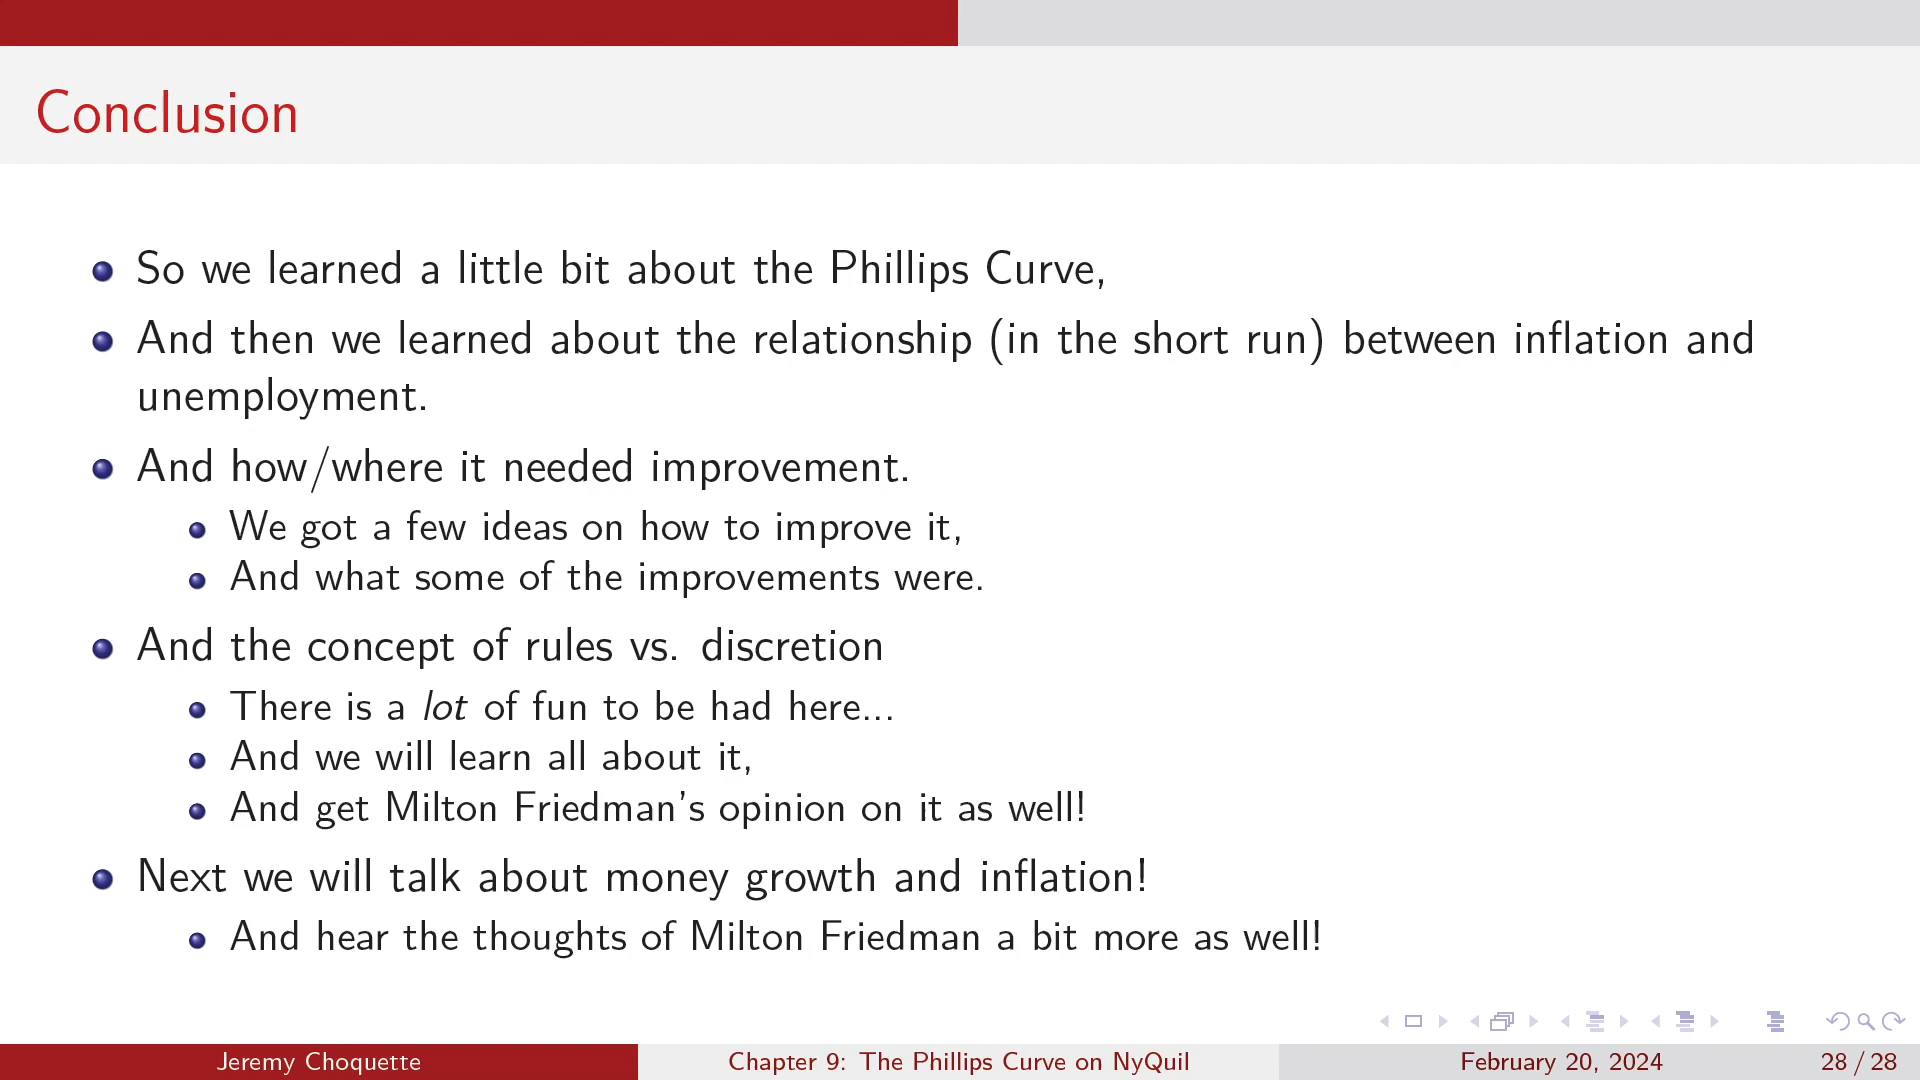 Conclusion
So we learned a little bit about the Phillips Curve,
And then we learned about the relationship (in the short run) between inflation and
unemployment.
And how/where it needed improvement.
We got a few ideas on how to improve it,
And what some of the improvements were.
And the concept of rules vs. discretion
There is a lot of fun to be had here...
And we will learn all about it,
And get Milton Friedman's opinion on it as well!
Next we will talk about money growth and inflation!
And hear the thoughts of Milton Friedman a bit more as well!
Jeremy Choquette
Chapter 9: The Phillips Curve on NyQuil
February 20, 2024
28 / 28